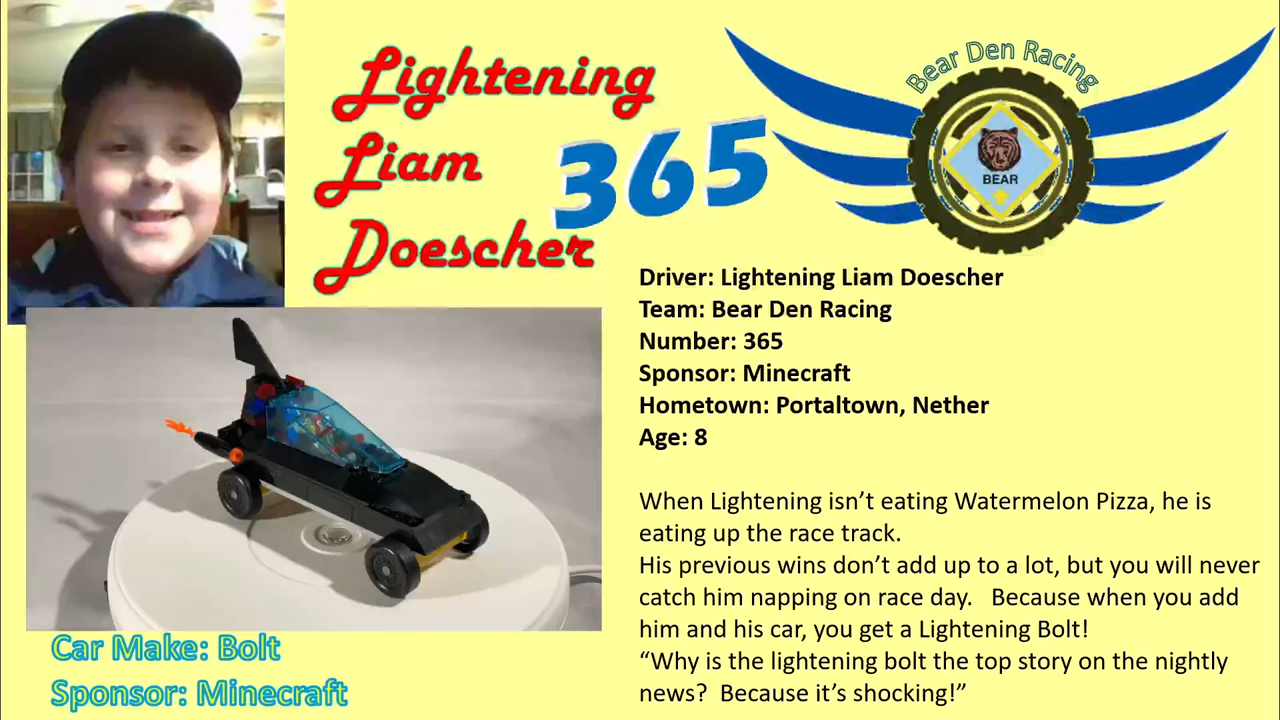 Lightening
Liam
Doescher
365
Bear Den Racing
BEAR
Driver: Lightening Liam Doescher
Team: Bear Den Racing
Number: 365
Sponsor: Minecraft
Hometown: Portaltown, Nether
Age: 8
When Lightening isn’t eating Watermelon Pizza, he is
eating up the race track.
His previous wins don’t add up to a lot, but you will never
catch him napping on race day.   Because when you add
him and his car, you get a Lightening Bolt!
“Why is the lightening bolt the top story on the nightly
news?  Because it’s shocking!”
Car Make: Bolt
Sponsor: Minecraft